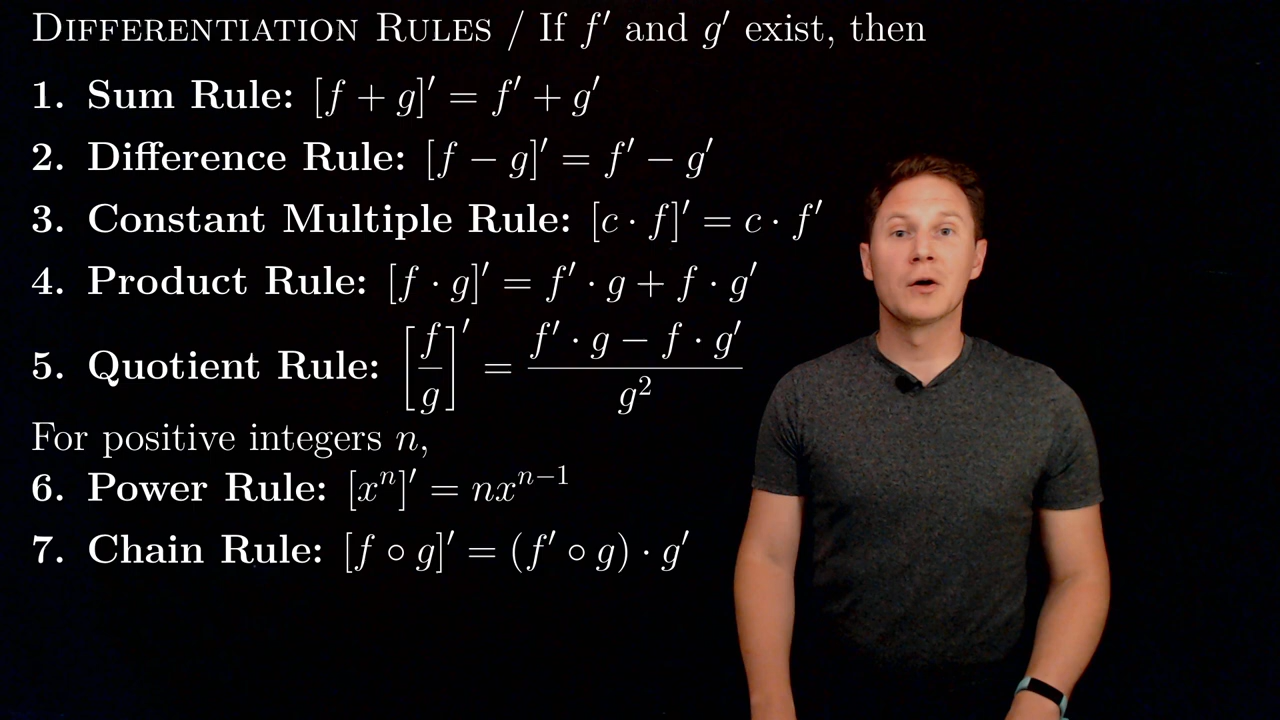 DIFFERENTIATION RULES / If f′ and g′ exist, then
1. Sum Rule: [f + g]′ = f′ + g′
2. Difference Rule: [f − g]′ = f′ − g′
3. Constant Multiple Rule: [c · f]′ = c · f′
4. Product Rule: [f · g]′ = f′ · g + f · g′
5. Quotient Rule: [f/g]′ = (f′ · g − f · g′)/g²
For positive integers n,
6. Power Rule: [xⁿ]′ = nxⁿ⁻¹
7. Chain Rule: [f ∘ g]′ = (f′ ∘ g) · g′